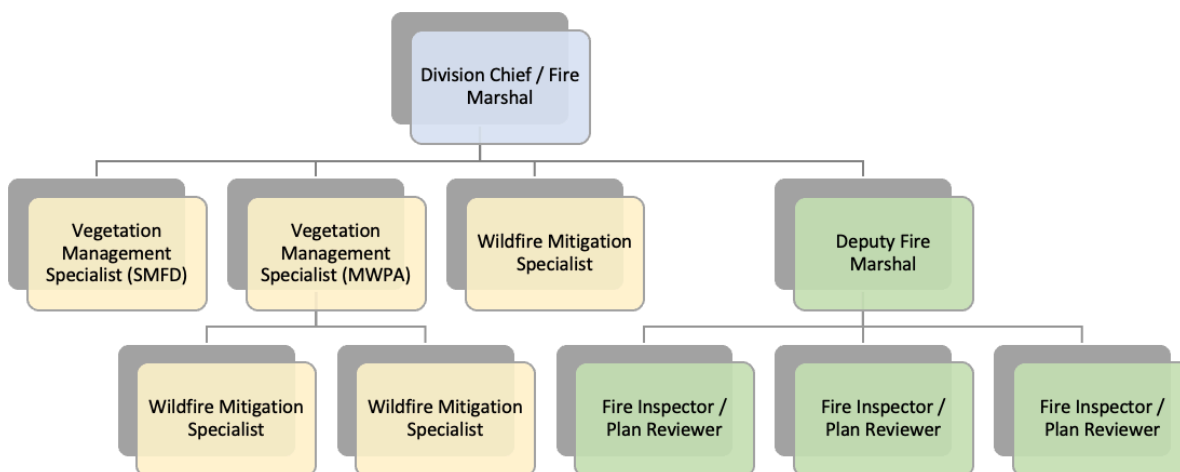 Division Chief / Fire
Marshal
Vegetation
Management
Specialist (SMFD)
Vegetation
Management
Specialist (MWPA)
Wildfire Mitigation
Specialist
Deputy Fire
Marshal
Wildfire Mitigation
Specialist
Wildfire Mitigation
Specialist
Fire Inspector /
Plan Reviewer
Fire Inspector /
Plan Reviewer
Fire Inspector /
Plan Reviewer